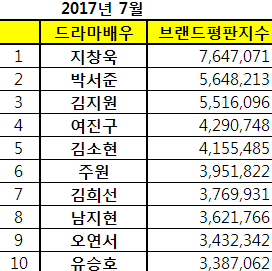 2017년 7월
드라마배우 브랜드평판지수
1 지창욱 7,647,071
2 박서준 5,648,213
3 김지원 5,516,096
4 여진구 4,290,748
5 김소현 4,155,485
6 주원 3,951,822
7 김희선 3,769,931
8 남지현 3,621,766
9 오연서 3,432,342
10 유승호 3,387,062